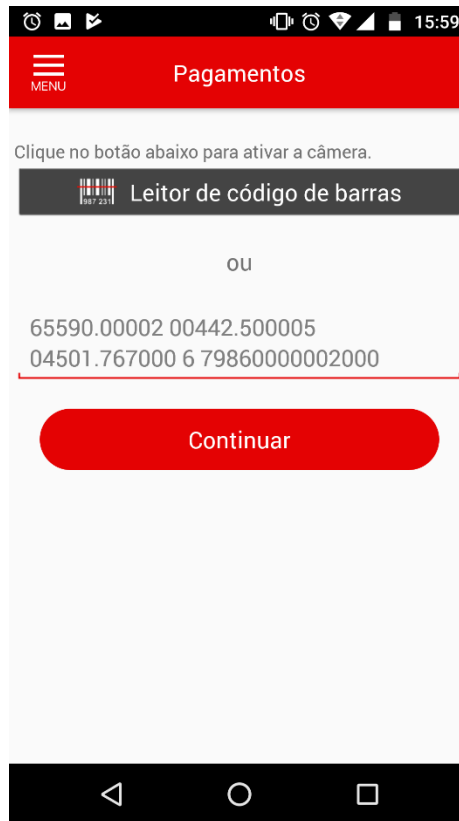 15:59
MENU
Pagamentos
Clique no botão abaixo para ativar a câmera.
987 231
Leitor de código de barras
ou
65590.00002 00442.500005
04501.767000 6 79860000002000
Continuar